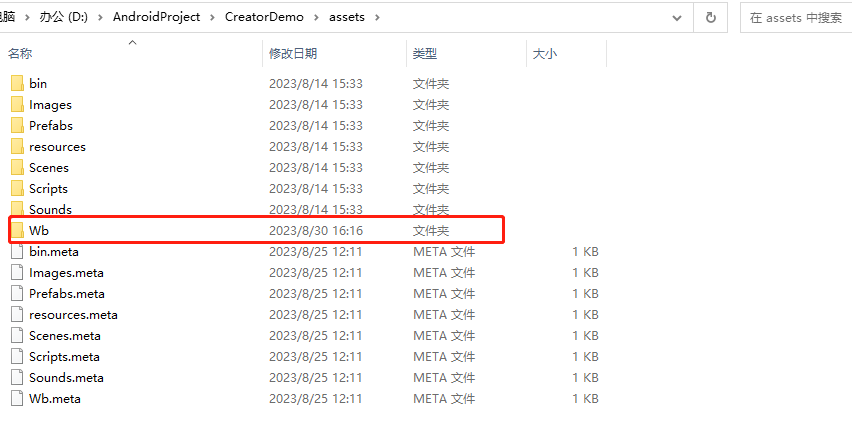 电脑 › 办公 (D:) › AndroidProject › CreatorDemo › assets › 在 assets 中搜索
名称 修改日期 类型 大小
bin 2023/8/14 15:33 文件夹
Images 2023/8/14 15:33 文件夹
Prefabs 2023/8/14 15:33 文件夹
resources 2023/8/14 15:33 文件夹
Scenes 2023/8/14 15:33 文件夹
Scripts 2023/8/14 15:33 文件夹
Sounds 2023/8/14 15:33 文件夹
Wb 2023/8/30 16:16 文件夹
bin.meta 2023/8/25 12:11 META 文件 1 KB
Images.meta 2023/8/25 12:11 META 文件 1 KB
Prefabs.meta 2023/8/25 12:11 META 文件 1 KB
resources.meta 2023/8/25 12:11 META 文件 1 KB
Scenes.meta 2023/8/25 12:11 META 文件 1 KB
Scripts.meta 2023/8/25 12:11 META 文件 1 KB
Sounds.meta 2023/8/25 12:11 META 文件 1 KB
Wb.meta 2023/8/25 12:11 META 文件 1 KB